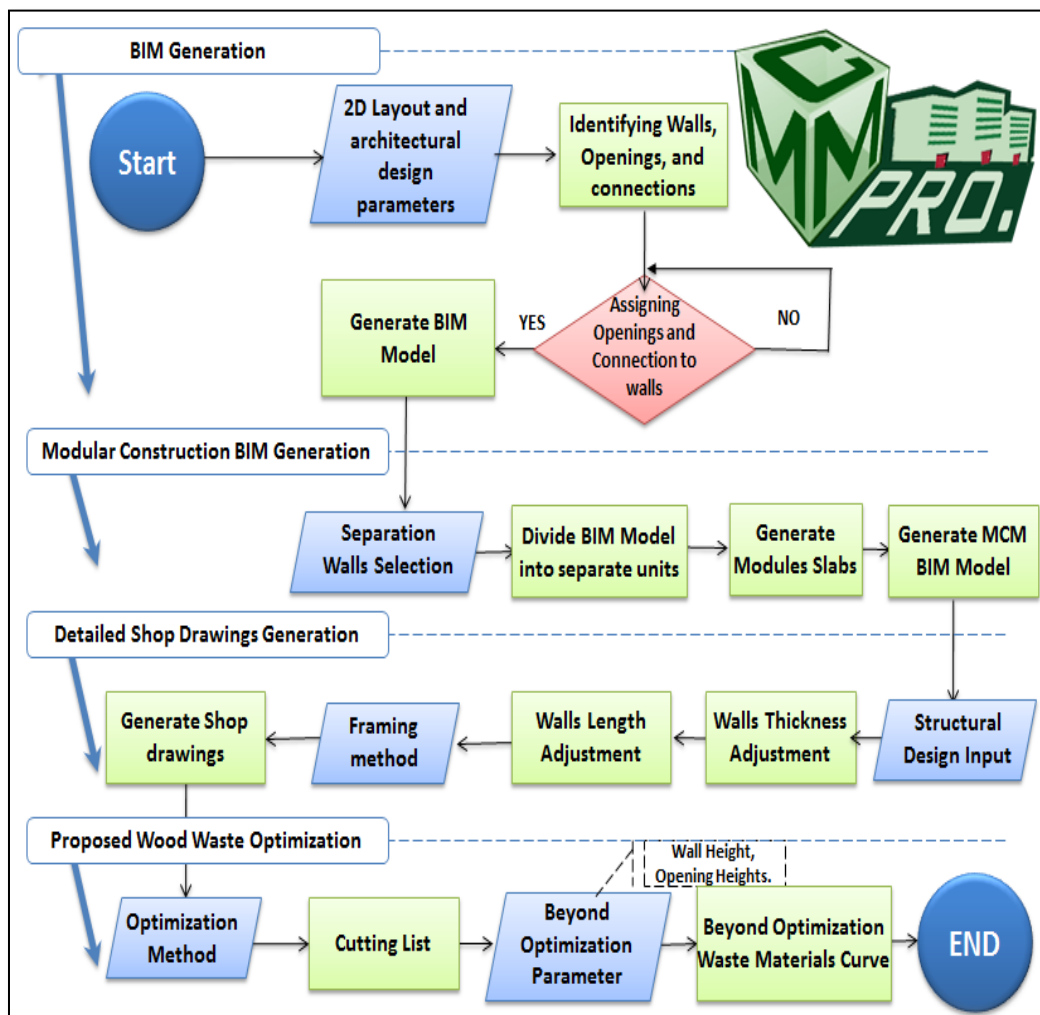 BIM Generation
Start
2D Layout and
architectural
design
parameters
Identifying Walls,
Openings, and
connections
MCM
PRO.
Generate BIM
Model
YES
Assigning
Openings and
Connection to
walls
NO
Modular Construction BIM Generation
Separation
Walls Selection
Divide BIM Model
into separate units
Generate
Modules Slabs
Generate MCM
BIM Model
Detailed Shop Drawings Generation
Generate Shop
drawings
Framing
method
Walls Length
Adjustment
Walls Thickness
Adjustment
Structural
Design Input
Proposed Wood Waste Optimization
Wall Height,
Opening Heights.
Optimization
Method
Cutting List
Beyond
Optimization
Parameter
Beyond Optimization
Waste Materials Curve
END